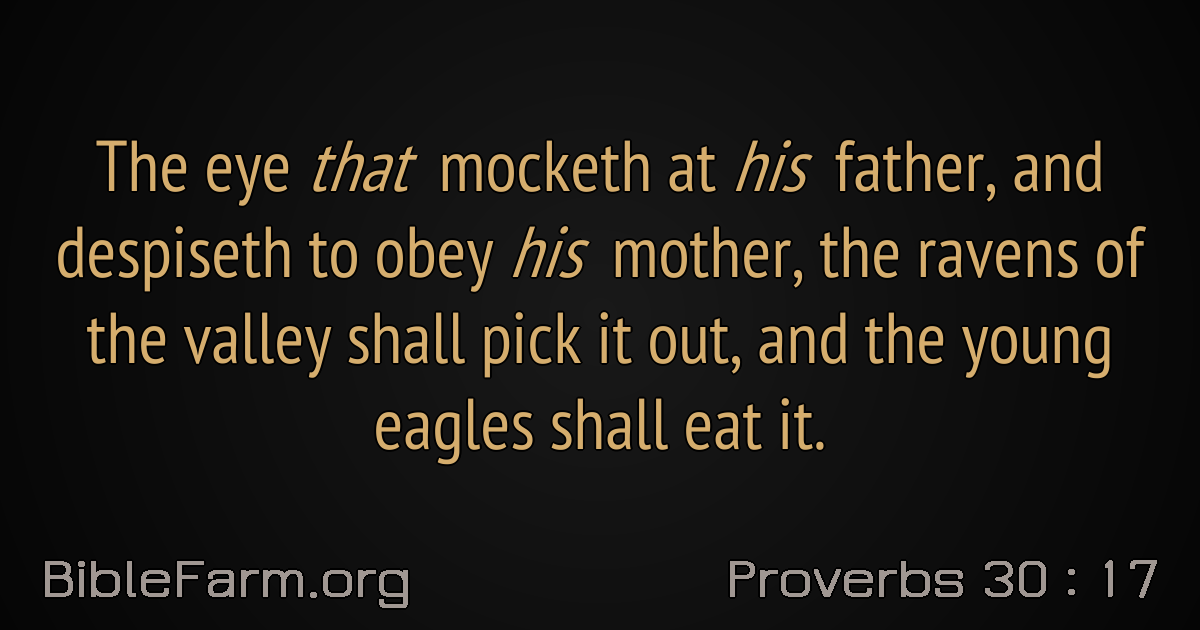 The eye that mocketh at his father, and
despiseth to obey his mother, the ravens of
the valley shall pick it out, and the young
eagles shall eat it.
BibleFarm.org
Proverbs 30 : 17